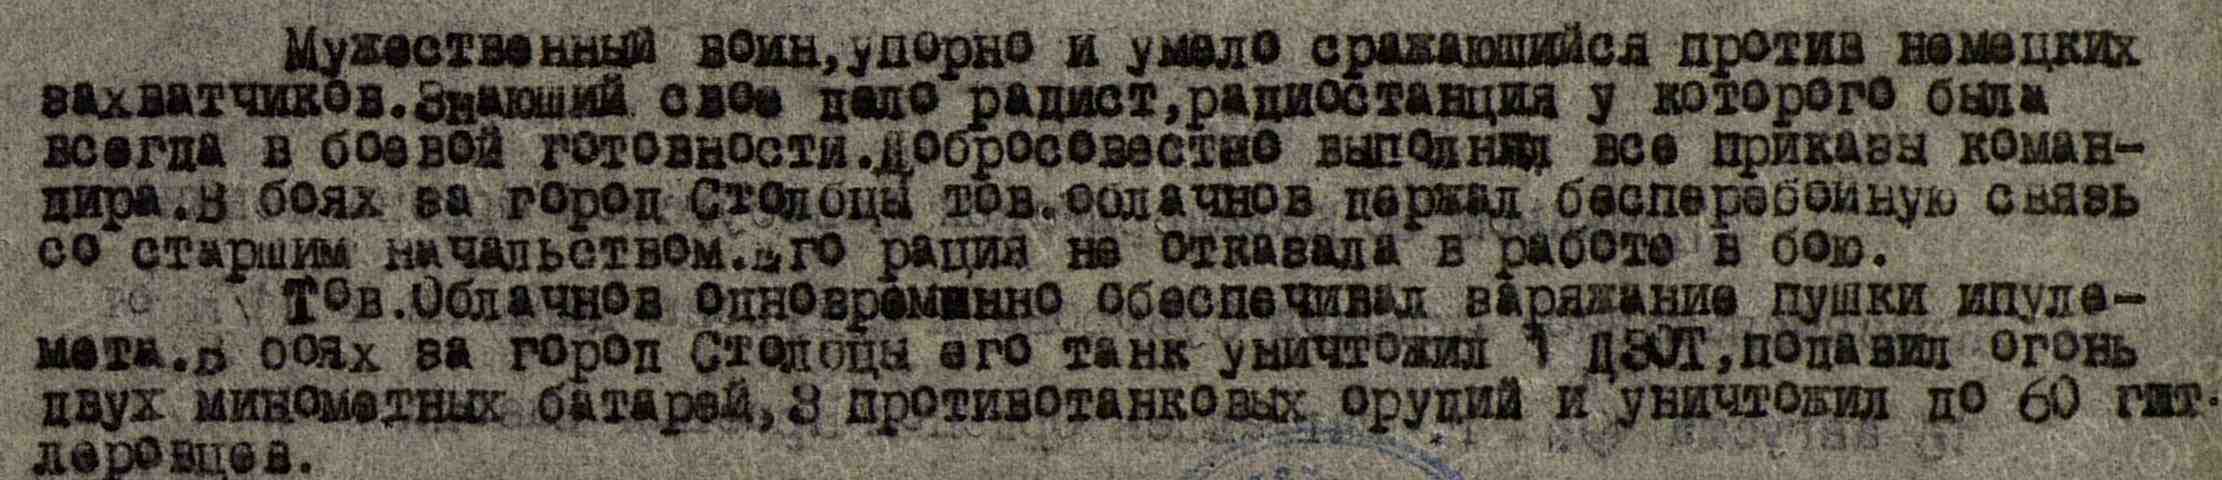 Мужественный воин,упорно и умело сражающийся против немецких
захватчиков.Знающий свое дело радист,радиостанция у которого была
всегда в боевой готовности.Добросовестно выполнял все приказы коман-
дира.В боях за город Столбцы тов.Облачнов держал бесперебойную связь
со старшим начальством.Его рация не отказала в работе в бою.
Тов.Облачнов одновременно обеспечивал заряжание пушки ипуле-
мета.В боях за город Столбцы его танк уничтожил 1 ДЗОТ,подавил огонь
двух минометных батарей,3 противотанковых орудий и уничтожил до 60 гит-
леровцев.